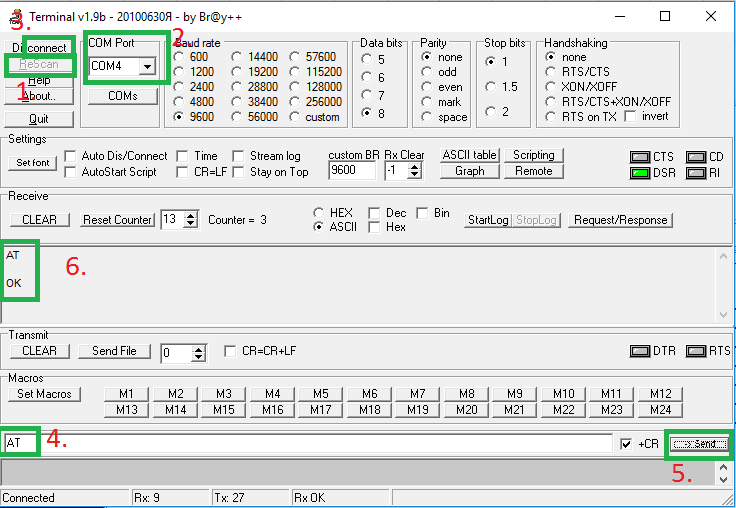 Terminal v1.9b - 20100630Я - by Br@y++
3.
Disconnect
ReScan
1.
Help
About..
Quit
COM Port
COM4
COMs
2.
Baud rate
600 14400 57600
1200 19200 115200
2400 28800 128000
4800 38400 256000
9600 56000 custom
Data bits
5
6
7
8
Parity
none
odd
even
mark
space
Stop bits
1
1.5
2
Handshaking
none
RTS/CTS
XON/XOFF
RTS/CTS+XON/XOFF
RTS on TX invert
Settings
Set font
Auto Dis/Connect Time Stream log
AutoStart Script CR=LF Stay on Top
custom BR Rx Clear
9600 -1
ASCII table Scripting
Graph Remote
CTS CD
DSR RI
Receive
CLEAR Reset Counter 13 Counter = 3
HEX Dec Bin
ASCII Hex
StartLog StopLog Request/Response
AT
OK
6.
Transmit
CLEAR Send File 0 CR=CR+LF DTR RTS
Macros
Set Macros
M1 M2 M3 M4 M5 M6 M7 M8 M9 M10 M11 M12
M13 M14 M15 M16 M17 M18 M19 M20 M21 M22 M23 M24
AT
4.
+CR
-> Send
5.
Connected Rx: 9 Tx: 27 Rx OK